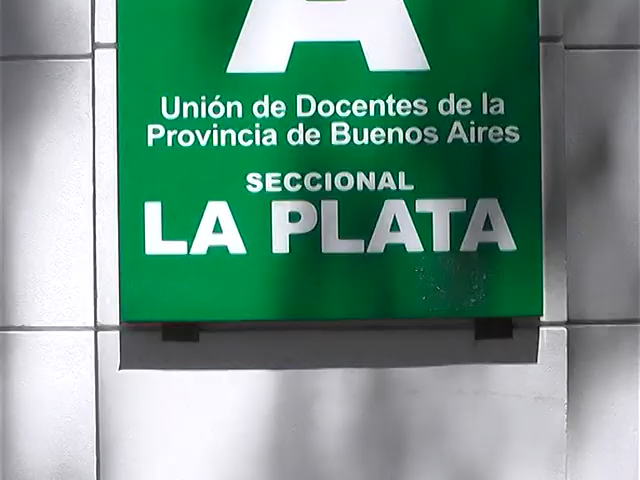 A
Unión de Docentes de la
Provincia de Buenos Aires
SECCIONAL
LA PLATA